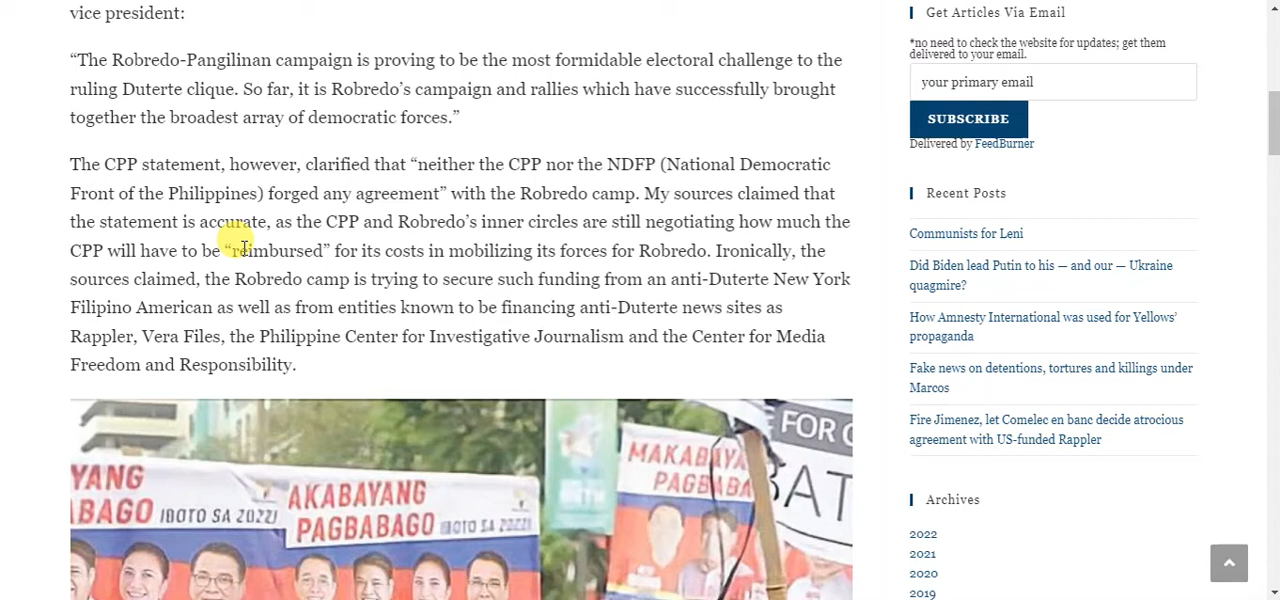 vice president:
“The Robredo-Pangilinan campaign is proving to be the most formidable electoral challenge to the
ruling Duterte clique. So far, it is Robredo’s campaign and rallies which have successfully brought
together the broadest array of democratic forces.”
The CPP statement, however, clarified that “neither the CPP nor the NDFP (National Democratic
Front of the Philippines) forged any agreement” with the Robredo camp. My sources claimed that
the statement is accurate, as the CPP and Robredo’s inner circles are still negotiating how much the
CPP will have to be “reimbursed” for its costs in mobilizing its forces for Robredo. Ironically, the
sources claimed, the Robredo camp is trying to secure such funding from an anti-Duterte New York
Filipino American as well as from entities known to be financing anti-Duterte news sites as
Rappler, Vera Files, the Philippine Center for Investigative Journalism and the Center for Media
Freedom and Responsibility.
YANG
BAGO IBOTO SA 2022!
AKABAYANG
PAGBABAGO IBOTO SA 2022!
MAKABAYA
PAGBABA
FOR
BAT
Get Articles Via Email
*no need to check the website for updates; get them
delivered to your email.
your primary email
SUBSCRIBE
Delivered by FeedBurner
Recent Posts
Communists for Leni
Did Biden lead Putin to his — and our — Ukraine
quagmire?
How Amnesty International was used for Yellows’
propaganda
Fake news on detentions, tortures and killings under
Marcos
Fire Jimenez, let Comelec en banc decide atrocious
agreement with US-funded Rappler
Archives
2022
2021
2020
2019